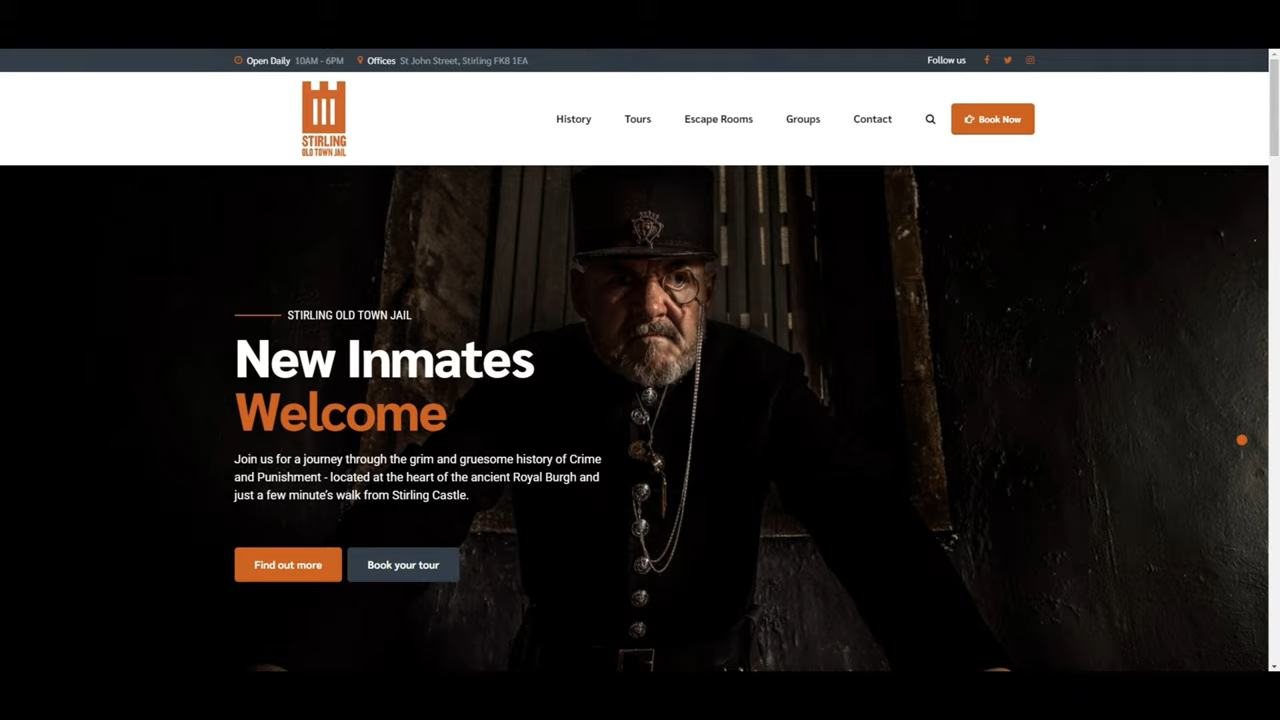 Open Daily 10AM - 6PM Offices St John Street, Stirling FK8 1EA Follow us
STIRLING
OLD TOWN JAIL
History Tours Escape Rooms Groups Contact Book Now
STIRLING OLD TOWN JAIL
New Inmates
Welcome
Join us for a journey through the grim and gruesome history of Crime
and Punishment - located at the heart of the ancient Royal Burgh and
just a few minute’s walk from Stirling Castle.
Find out more Book your tour